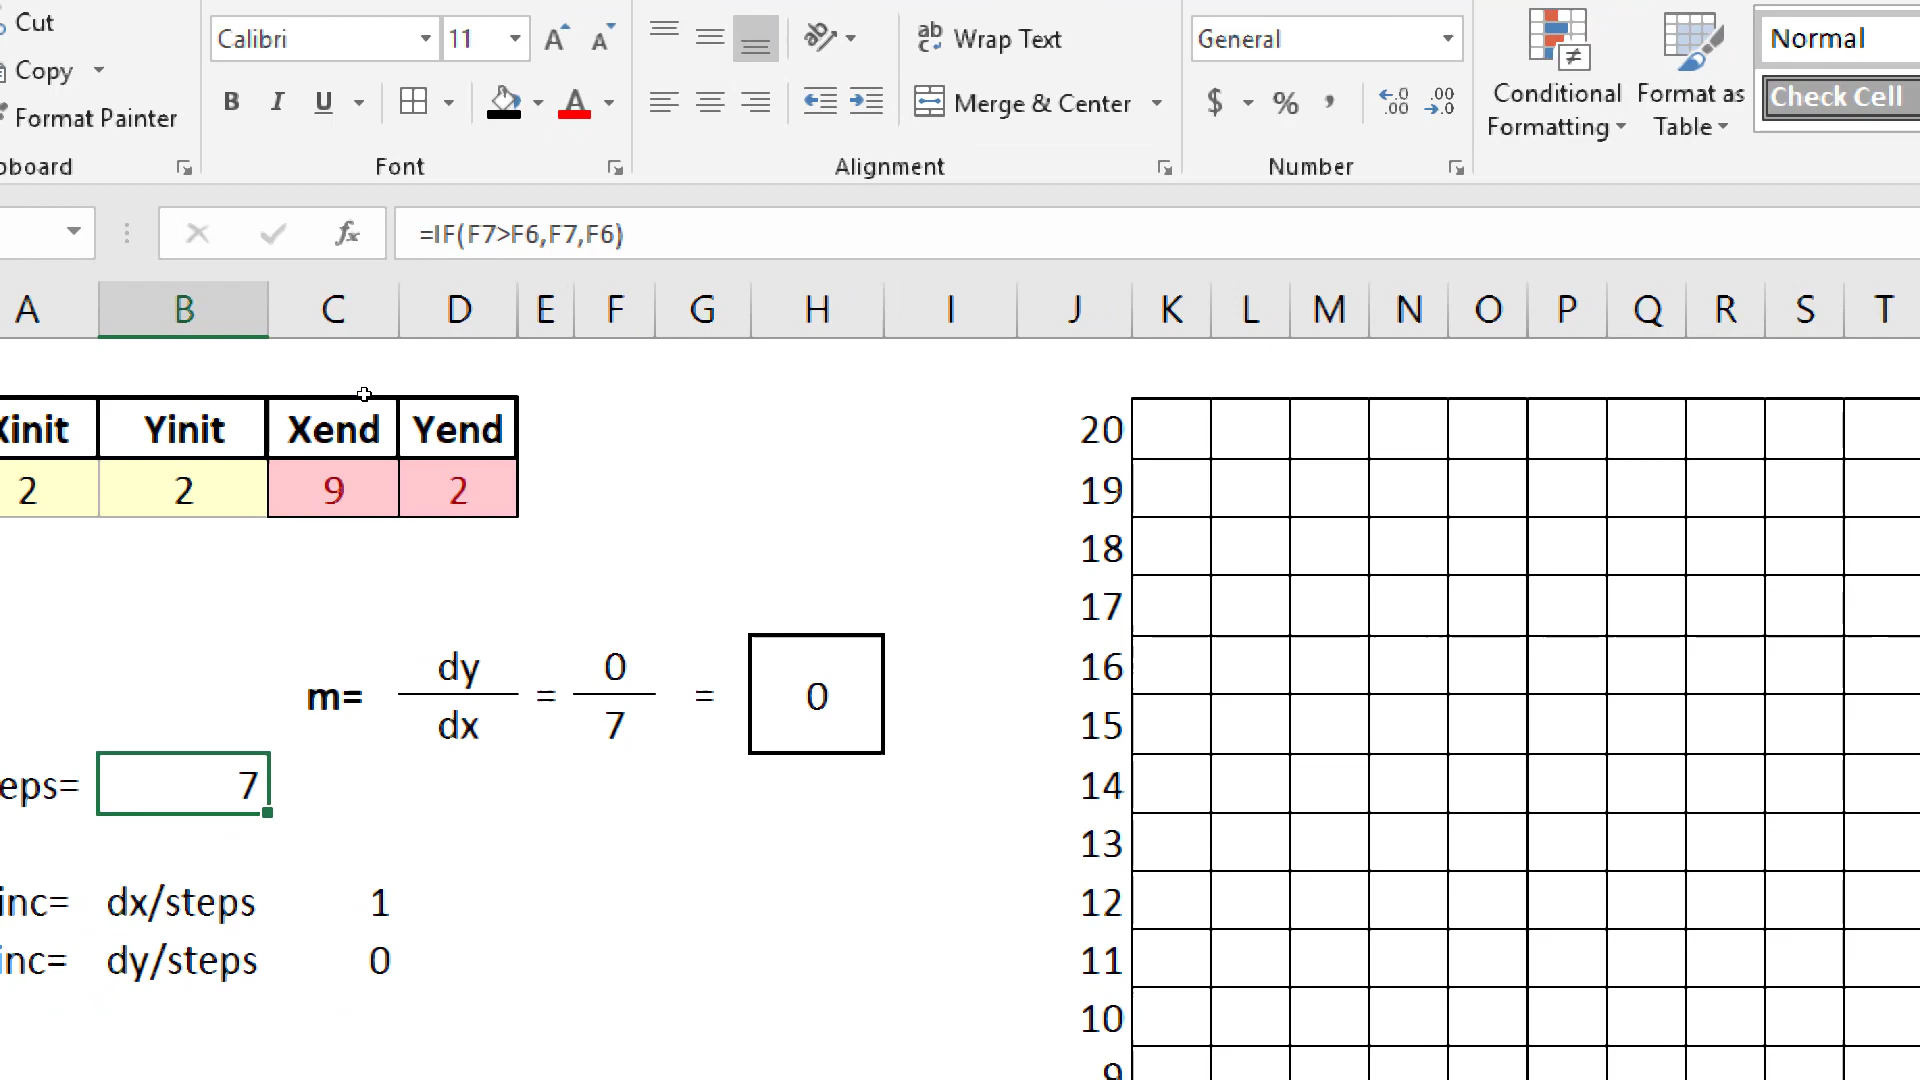 Cut
Copy
Format Painter
Calibri 11 A A
B I U A
Font
ab Wrap Text
Merge & Center
Alignment
General
$ % ,
Number
Conditional Formatting
Format as Table
Normal
Check Cell
fx =IF(F7>F6,F7,F6)
A B C D E F G H I J K L M N O P Q R S T
Xinit Yinit Xend Yend
2 2 9 2
m= dy = 0 = 0
dx 7
eps= 7
inc= dx/steps 1
inc= dy/steps 0
20
19
18
17
16
15
14
13
12
11
10
9